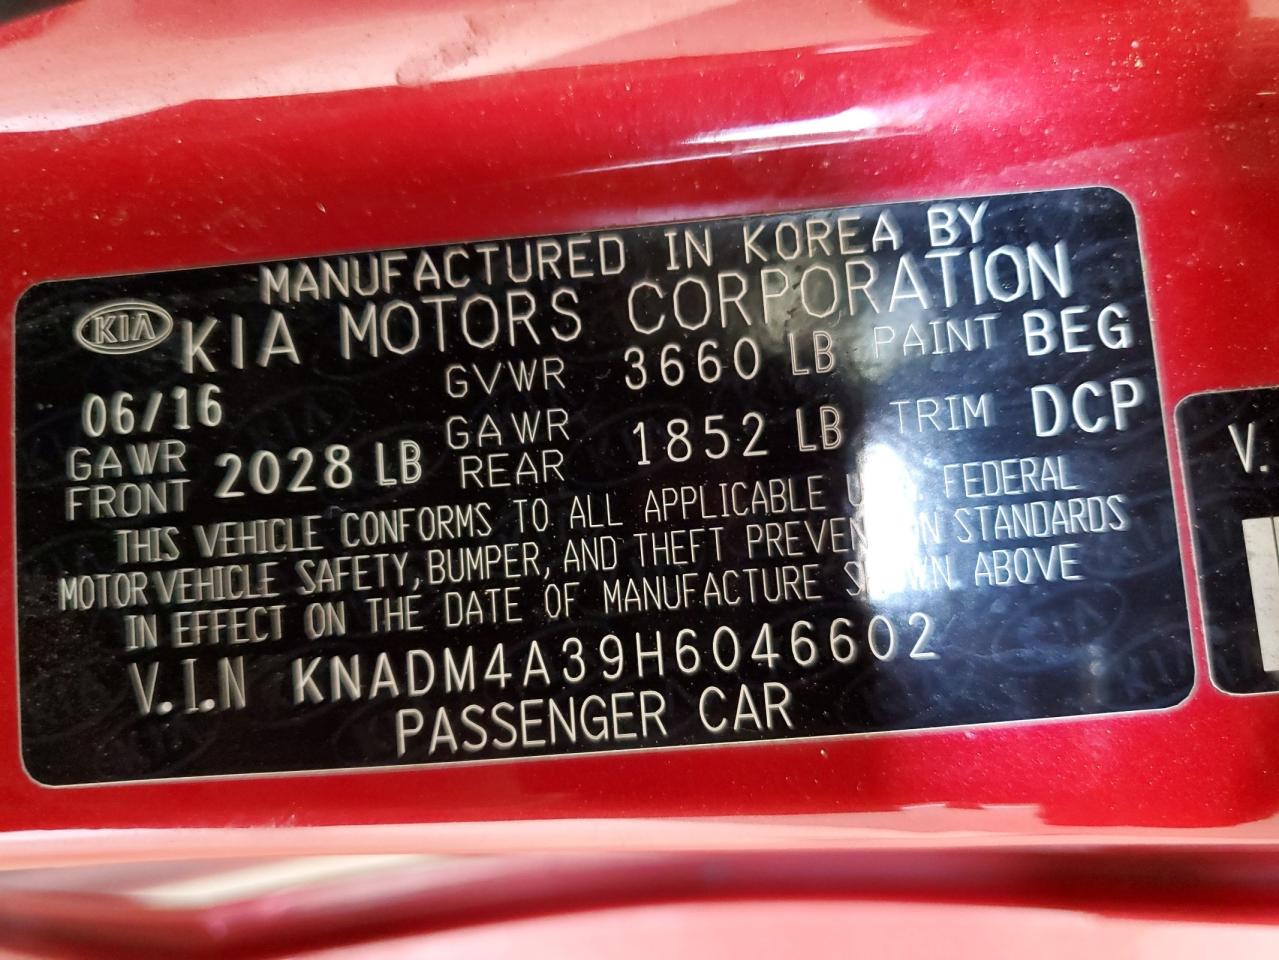 MANUFACTURED IN KOREA BY
KIA
KIA MOTORS CORPORATION
06/16 GVWR 3660 LB PAINT BEG
GAWR FRONT 2028 LB GAWR REAR 1852 LB TRIM DCP
THIS VEHICLE CONFORMS TO ALL APPLICABLE FEDERAL
MOTOR VEHICLE SAFETY, BUMPER, AND THEFT PREVENTION STANDARDS
IN EFFECT ON THE DATE OF MANUFACTURE SHOWN ABOVE
V.I.N KNADM4A39H6046602
PASSENGER CAR
V.